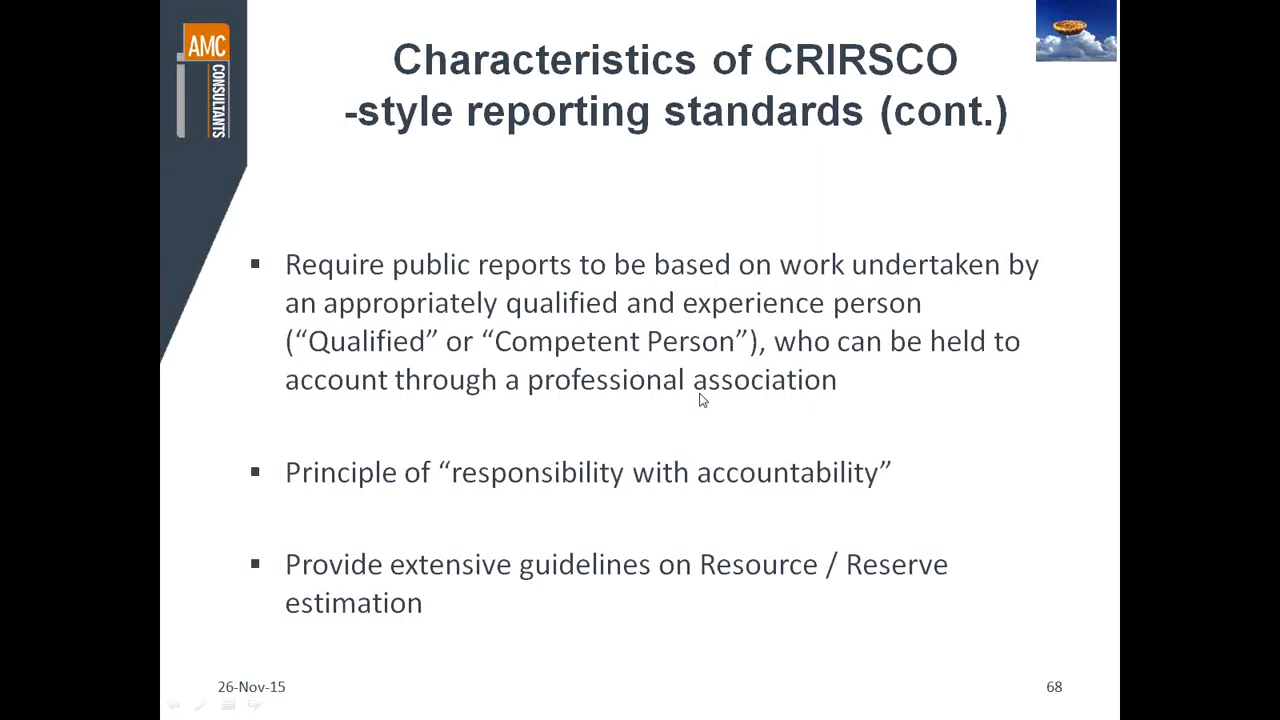 AMC
CONSULTANTS
Characteristics of CRIRSCO
-style reporting standards (cont.)
▪ Require public reports to be based on work undertaken by
an appropriately qualified and experience person
(“Qualified” or “Competent Person”), who can be held to
account through a professional association
▪ Principle of “responsibility with accountability”
▪ Provide extensive guidelines on Resource / Reserve
estimation
26-Nov-15
68